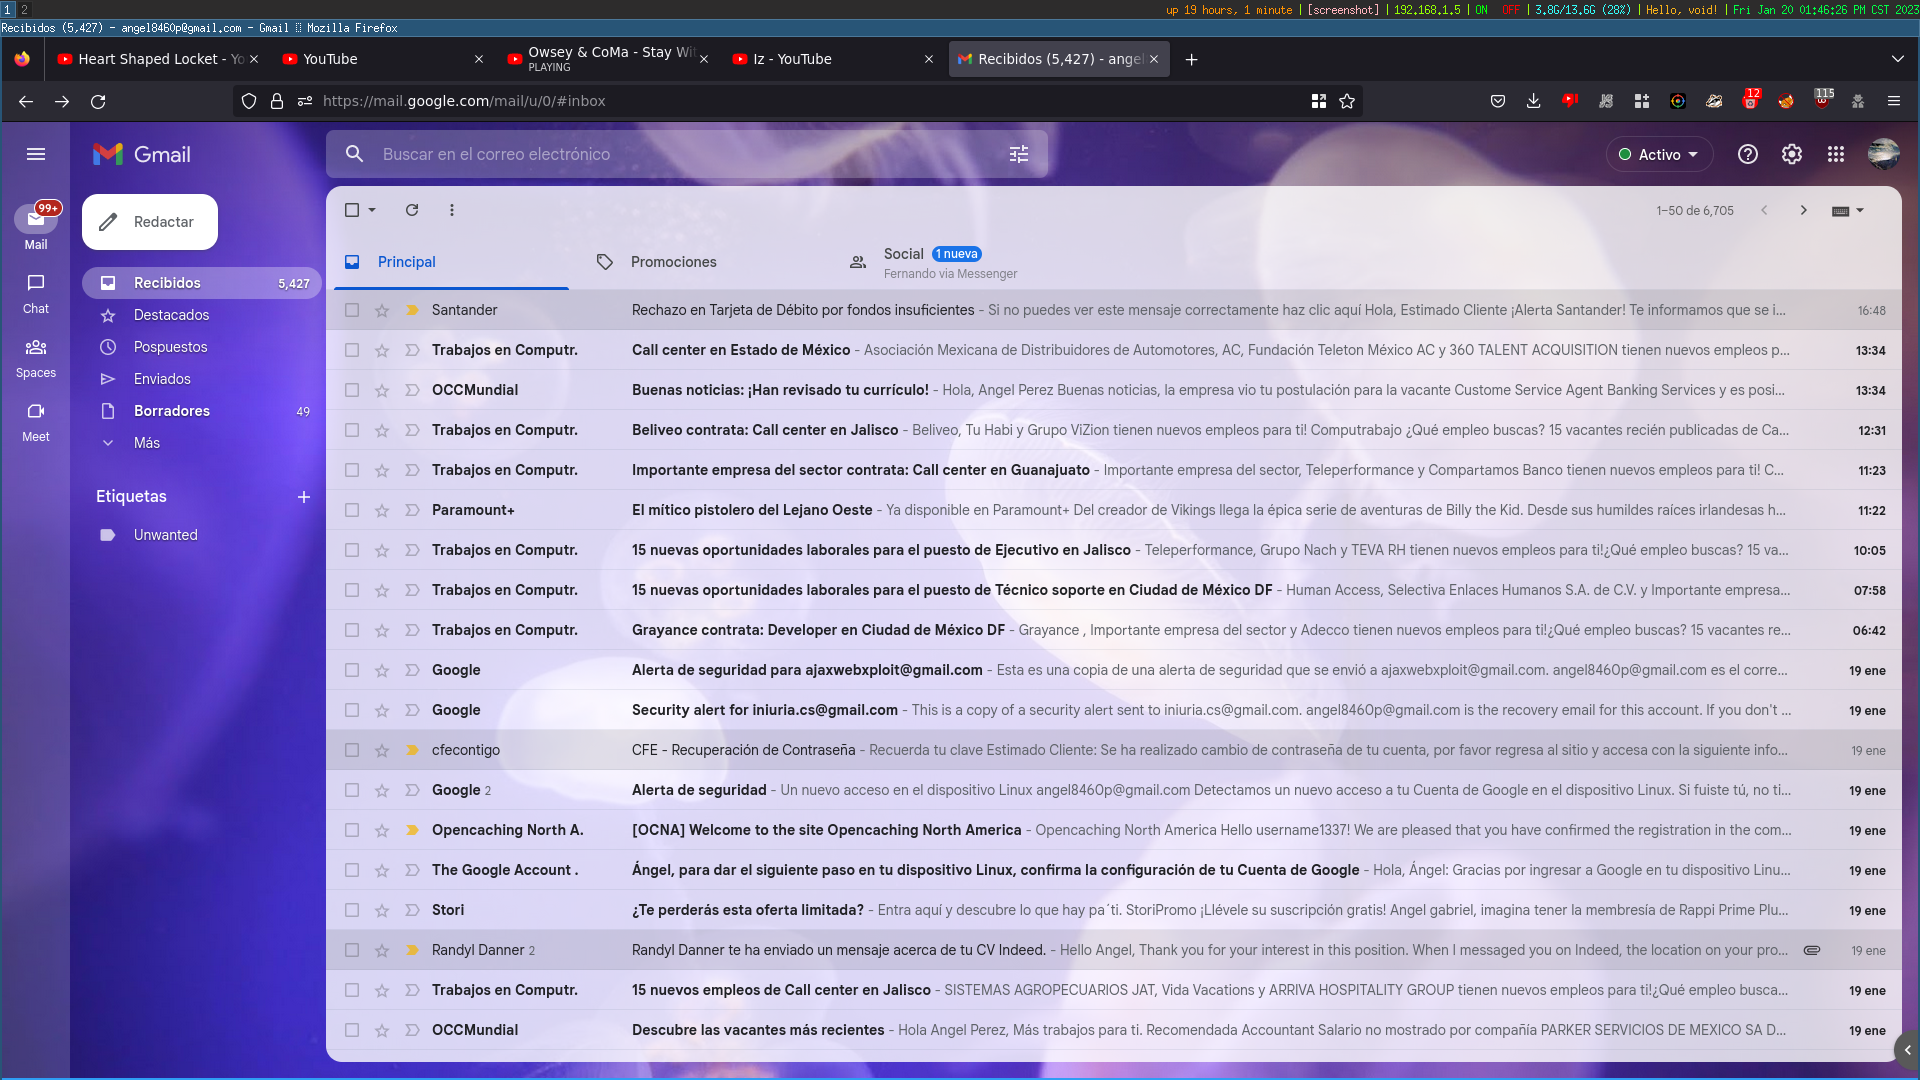 1 2 up 19 hours, 1 minute | [screenshot] | 192.168.1.5 | ON OFF | 3.8G/13.6G (28%) | Hello, void! | Fri Jan 20 01:46:26 PM CST 2023
Recibidos (5,427) - angel8460p@gmail.com - Gmail Mozilla Firefox
Heart Shaped Locket - Yo
YouTube
Owsey & CoMa - Stay Wit
PLAYING
Iz - YouTube
Recibidos (5,427) - angel
https://mail.google.com/mail/u/0/#inbox
12
115
Gmail
Buscar en el correo electrónico
Activo
99+
Mail
Chat
Spaces
Meet
Redactar
Recibidos 5,427
Destacados
Pospuestos
Enviados
Borradores 49
Más
Etiquetas
Unwanted
1–50 de 6,705
Principal
Promociones
Social 1 nueva
Fernando via Messenger
Santander Rechazo en Tarjeta de Débito por fondos insuficientes - Si no puedes ver este mensaje correctamente haz clic aquí Hola, Estimado Cliente ¡Alerta Santander! Te informamos que se i... 16:48
Trabajos en Computr. Call center en Estado de México - Asociación Mexicana de Distribuidores de Automotores, AC, Fundación Teleton México AC y 360 TALENT ACQUISITION tienen nuevos empleos p... 13:34
OCCMundial Buenas noticias: ¡Han revisado tu currículo! - Hola, Angel Perez Buenas noticias, la empresa vio tu postulación para la vacante Custome Service Agent Banking Services y es posi... 13:34
Trabajos en Computr. Beliveo contrata: Call center en Jalisco - Beliveo, Tu Habi y Grupo ViZion tienen nuevos empleos para ti! Computrabajo ¿Qué empleo buscas? 15 vacantes recién publicadas de Ca... 12:31
Trabajos en Computr. Importante empresa del sector contrata: Call center en Guanajuato - Importante empresa del sector, Teleperformance y Compartamos Banco tienen nuevos empleos para ti! C... 11:23
Paramount+ El mítico pistolero del Lejano Oeste - Ya disponible en Paramount+ Del creador de Vikings llega la épica serie de aventuras de Billy the Kid. Desde sus humildes raíces irlandesas h... 11:22
Trabajos en Computr. 15 nuevas oportunidades laborales para el puesto de Ejecutivo en Jalisco - Teleperformance, Grupo Nach y TEVA RH tienen nuevos empleos para ti!¿Qué empleo buscas? 15 va... 10:05
Trabajos en Computr. 15 nuevas oportunidades laborales para el puesto de Técnico soporte en Ciudad de México DF - Human Access, Selectiva Enlaces Humanos S.A. de C.V. y Importante empresa... 07:58
Trabajos en Computr. Grayance contrata: Developer en Ciudad de México DF - Grayance , Importante empresa del sector y Adecco tienen nuevos empleos para ti!¿Qué empleo buscas? 15 vacantes re... 06:42
Google Alerta de seguridad para ajaxwebxploit@gmail.com - Esta es una copia de una alerta de seguridad que se envió a ajaxwebxploit@gmail.com. angel8460p@gmail.com es el corre... 19 ene
Google Security alert for iniuria.cs@gmail.com - This is a copy of a security alert sent to iniuria.cs@gmail.com. angel8460p@gmail.com is the recovery email for this account. If you don't ... 19 ene
cfecontigo CFE - Recuperación de Contraseña - Recuerda tu clave Estimado Cliente: Se ha realizado cambio de contraseña de tu cuenta, por favor regresa al sitio y accesa con la siguiente info... 19 ene
Google 2 Alerta de seguridad - Un nuevo acceso en el dispositivo Linux angel8460p@gmail.com Detectamos un nuevo acceso a tu Cuenta de Google en el dispositivo Linux. Si fuiste tú, no ti... 19 ene
Opencaching North A. [OCNA] Welcome to the site Opencaching North America - Opencaching North America Hello username1337! We are pleased that you have confirmed the registration in the com... 19 ene
The Google Account . Ángel, para dar el siguiente paso en tu dispositivo Linux, confirma la configuración de tu Cuenta de Google - Hola, Ángel: Gracias por ingresar a Google en tu dispositivo Linu... 19 ene
Stori ¿Te perderás esta oferta limitada? - Entra aquí y descubre lo que hay pa´ti. StoriPromo ¡Llévele su suscripción gratis! Angel gabriel, imagina tener la membresía de Rappi Prime Plu... 19 ene
Randyl Danner 2 Randyl Danner te ha enviado un mensaje acerca de tu CV Indeed. - Hello Angel, Thank you for your interest in this position. When I messaged you on Indeed, the location on your pro... 19 ene
Trabajos en Computr. 15 nuevos empleos de Call center en Jalisco - SISTEMAS AGROPECUARIOS JAT, Vida Vacations y ARRIVA HOSPITALITY GROUP tienen nuevos empleos para ti!¿Qué empleo busca... 19 ene
OCCMundial Descubre las vacantes más recientes - Hola Angel Perez, Más trabajos para ti. Recomendada Accountant Salario no mostrado por compañía PARKER SERVICIOS DE MEXICO SA D... 19 ene